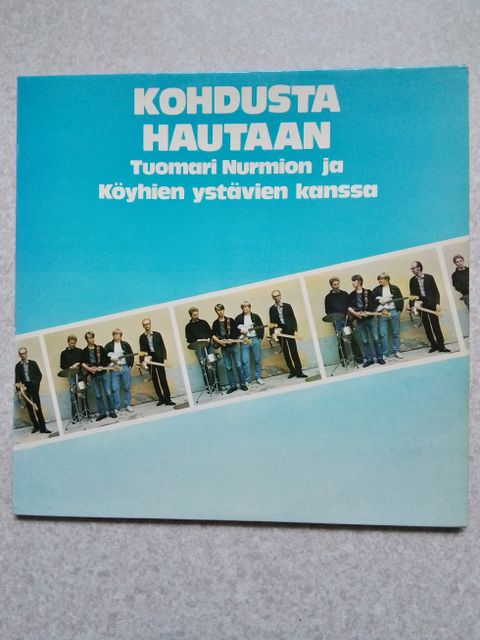 KOHDUSTA
HAUTAAN
Tuomari Nurmion ja
Köyhien ystävien kanssa